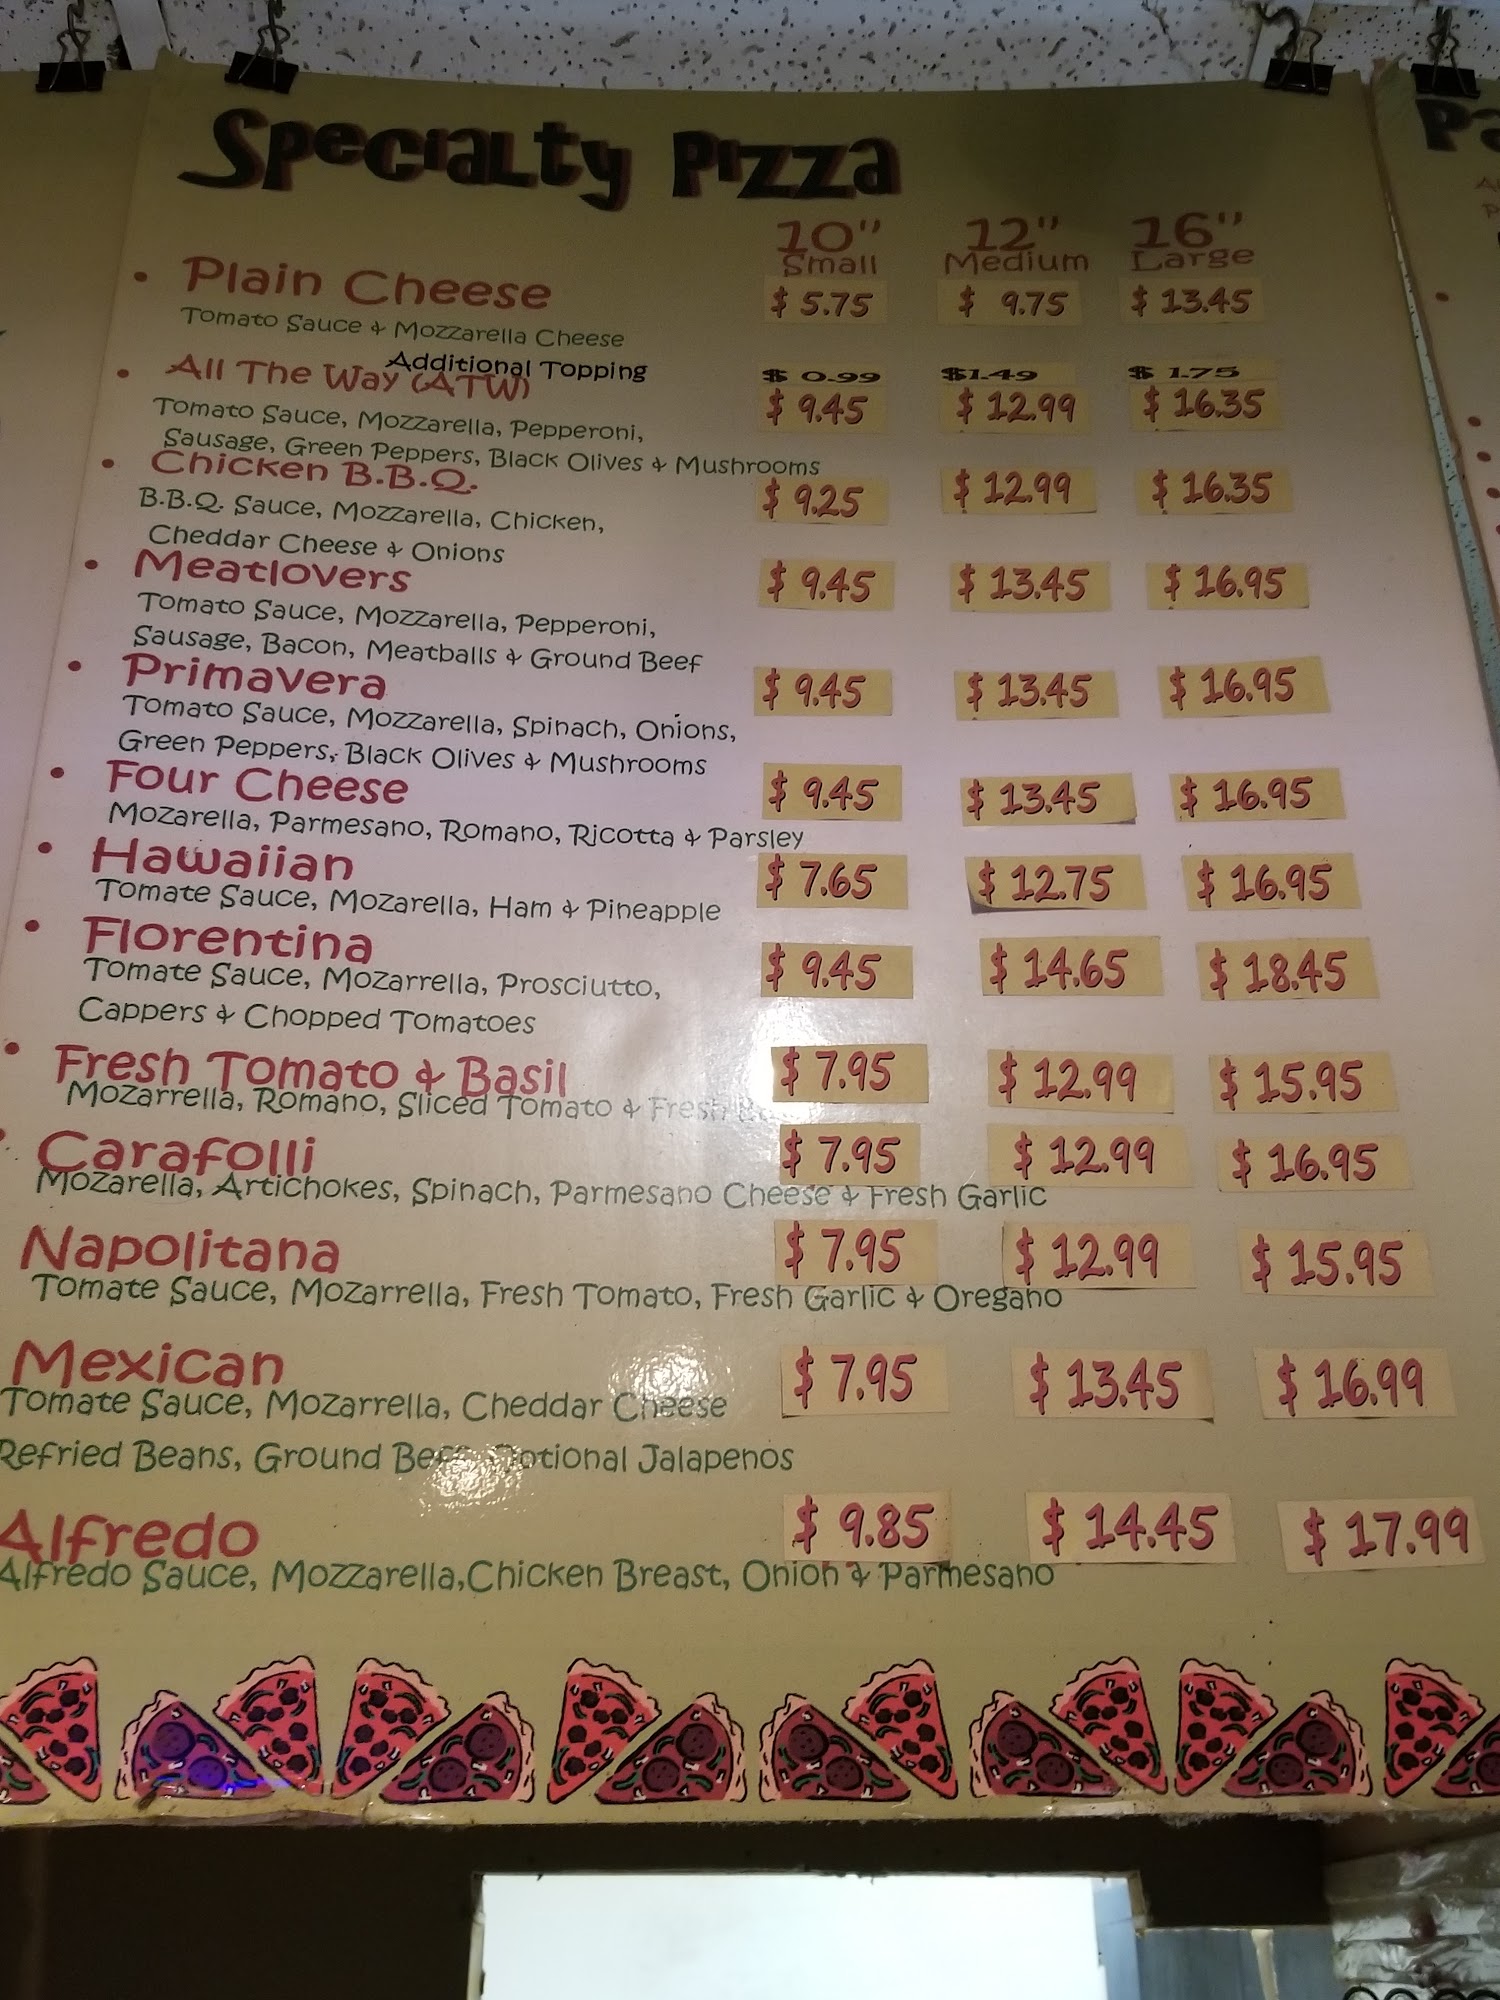 Specialty Pizza
10" 12" 16"
Small Medium Large
• Plain Cheese $ 5.75 $ 9.75 $ 13.45
Tomato Sauce & Mozzarella Cheese
Additional Topping $ 0.99 $1.49 $ 1.75
• All The Way (ATW) $ 9.45 $ 12.99 $ 16.35
Tomato Sauce, Mozzarella, Pepperoni,
Sausage, Green Peppers, Black Olives & Mushrooms
• Chicken B.B.Q. $ 9.25 $ 12.99 $ 16.35
B.B.Q. Sauce, Mozzarella, Chicken,
Cheddar Cheese & Onions
• Meatlovers $ 9.45 $ 13.45 $ 16.95
Tomato Sauce, Mozzarella, Pepperoni,
Sausage, Bacon, Meatballs & Ground Beef
• Primavera $ 9.45 $ 13.45 $ 16.95
Tomato Sauce, Mozzarella, Spinach, Onions,
Green Peppers, Black Olives & Mushrooms
• Four Cheese $ 9.45 $ 13.45 $ 16.95
Mozarella, Parmesano, Romano, Ricotta & Parsley
• Hawaiian $ 7.65 $ 12.75 $ 16.95
Tomate Sauce, Mozarella, Ham & Pineapple
• Florentina $ 9.45 $ 14.65 $ 18.45
Tomate Sauce, Mozarrella, Prosciutto,
Cappers & Chopped Tomatoes
• Fresh Tomato & Basil $ 7.95 $ 12.99 $ 15.95
Mozarrella, Romano, Sliced Tomato & Fresh
• Carafolli $ 7.95 $ 12.99 $ 16.95
Mozarella, Artichokes, Spinach, Parmesano Cheese & Fresh Garlic
Napolitana $ 7.95 $ 12.99 $ 15.95
Tomate Sauce, Mozarrella, Fresh Tomato, Fresh Garlic & Oregano
Mexican $ 7.95 $ 13.45 $ 16.99
Tomate Sauce, Mozarrella, Cheddar Cheese
Refried Beans, Ground Beef, Optional Jalapenos
Alfredo $ 9.85 $ 14.45 $ 17.99
Alfredo Sauce, Mozzarella,Chicken Breast, Onion & Parmesano